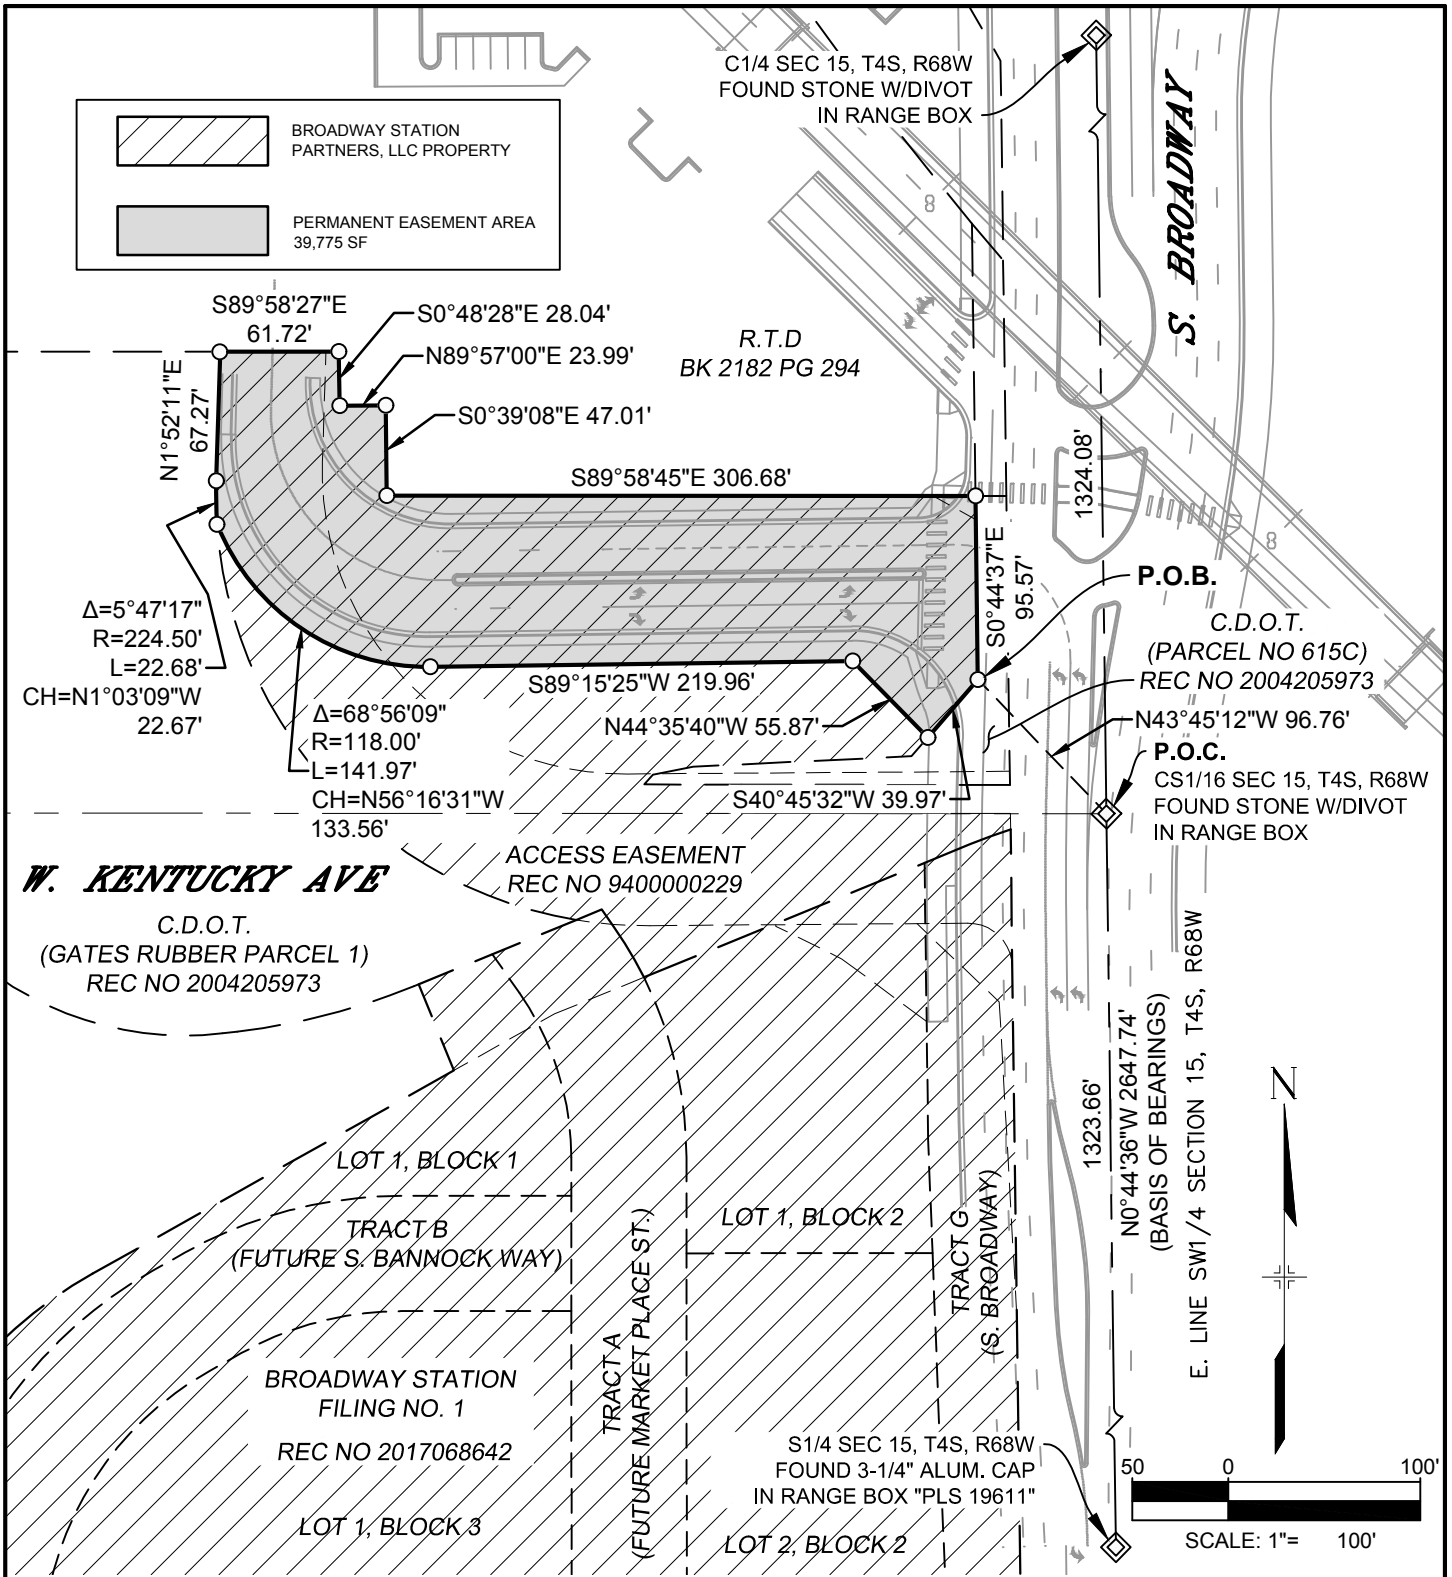 C1/4 SEC 15, T4S, R68W
FOUND STONE W/DIVOT
IN RANGE BOX
S. BROADWAY
BROADWAY STATION
PARTNERS, LLC PROPERTY
PERMANENT EASEMENT AREA
39,775 SF
8
S89°58'27"E
61.72'
S0°48'28"E 28.04'
N89°57'00"E 23.99'
R.T.D
BK 2182 PG 294
N1°52'11"E
67.27'
S0°39'08"E 47.01'
S89°58'45"E 306.68'
1324.08'
8
S0°44'37"E
95.57'
P.O.B.
Δ=5°47'17"
R=224.50'
L=22.68'
CH=N1°03'09"W
22.67'
C.D.O.T.
(PARCEL NO 615C)
REC NO 2004205973
S89°15'25"W 219.96'
Δ=68°56'09"
R=118.00'
L=141.97'
CH=N56°16'31"W
133.56'
N44°35'40"W 55.87'
N43°45'12"W 96.76'
P.O.C.
CS1/16 SEC 15, T4S, R68W
FOUND STONE W/DIVOT
IN RANGE BOX
S40°45'32"W 39.97'
W. KENTUCKY AVE
ACCESS EASEMENT
REC NO 9400000229
C.D.O.T.
(GATES RUBBER PARCEL 1)
REC NO 2004205973
1323.66'
N0°44'36"W 2647.74'
(BASIS OF BEARINGS)
E. LINE SW1/4 SECTION 15, T4S, R68W
N
LOT 1, BLOCK 1
TRACT B
(FUTURE S. BANNOCK WAY)
LOT 1, BLOCK 2
TRACT G
(S. BROADWAY)
TRACT A
(FUTURE MARKET PLACE ST.)
BROADWAY STATION
FILING NO. 1
REC NO 2017068642
LOT 1, BLOCK 3
S1/4 SEC 15, T4S, R68W
FOUND 3-1/4" ALUM. CAP
IN RANGE BOX "PLS 19611"
LOT 2, BLOCK 2
50 0 100'
SCALE: 1"= 100'